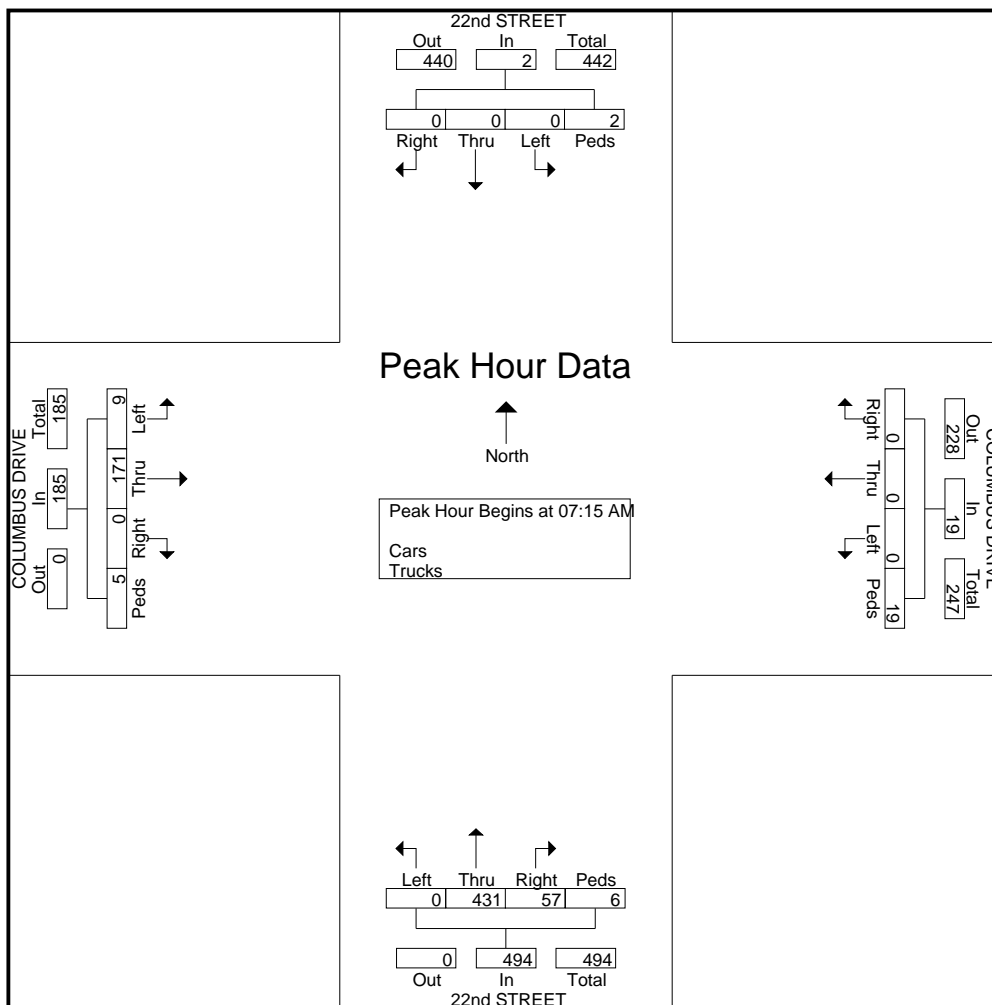 22nd STREET
Out In Total
440 2 442
0 0 0 2
Right Thru Left Peds
Peak Hour Data
North
Peak Hour Begins at 07:15 AM
Cars
Trucks
COLUMBUS DRIVE
Out In Total
0 185 185
5 0 171 9
Peds Right Thru Left
COLUMBUS DRIVE
Out In Total
228 19 247
Right Thru Left Peds
0 0 0 19
Left Thru Right Peds
0 431 57 6
0 494 494
Out In Total
22nd STREET